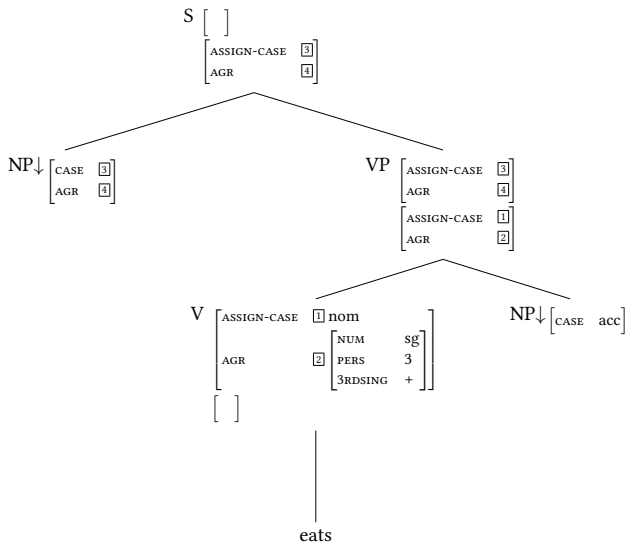 S [ ]
[ASSIGN-CASE 3
AGR 4]
NP↓ [CASE 3
AGR 4]
VP [ASSIGN-CASE 3
AGR 4]
[ASSIGN-CASE 1
AGR 2]
V [ASSIGN-CASE 1 nom
AGR 2 [NUM sg
PERS 3
3RDSING +]]
[ ]
NP↓ [CASE acc]
eats